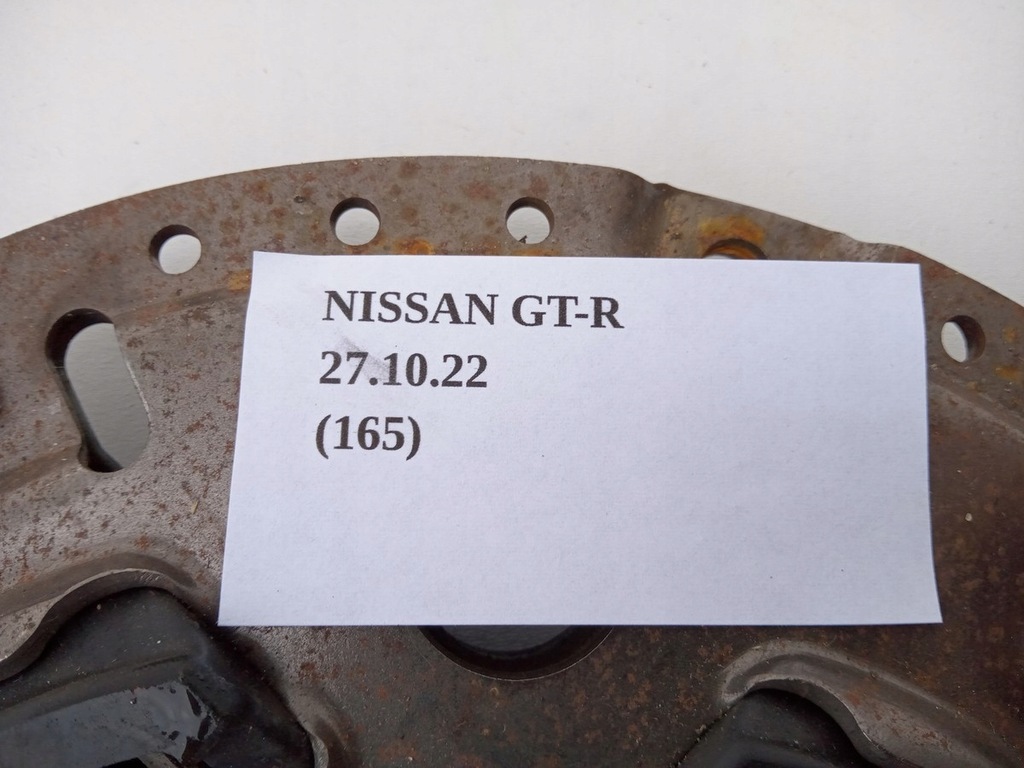 NISSAN GT-R
27.10.22
(165)